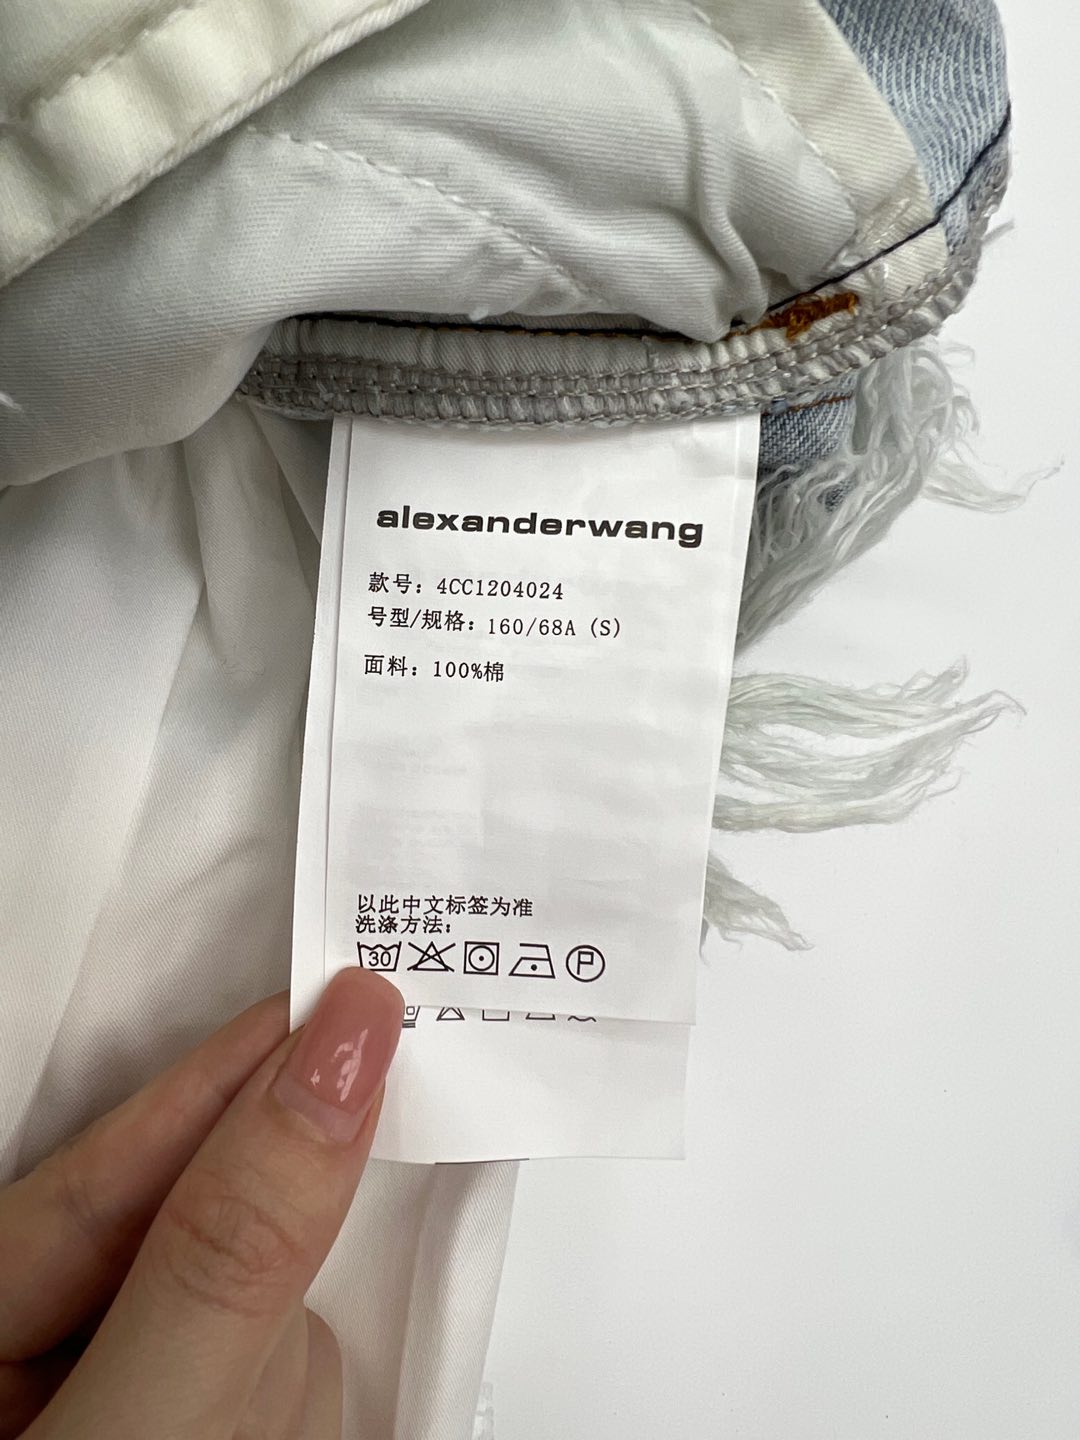 alexanderwang
款号：4CC1204024
号型/规格：160/68A (S)
面料：100%棉
以此中文标签为准
洗涤方法：
30
P